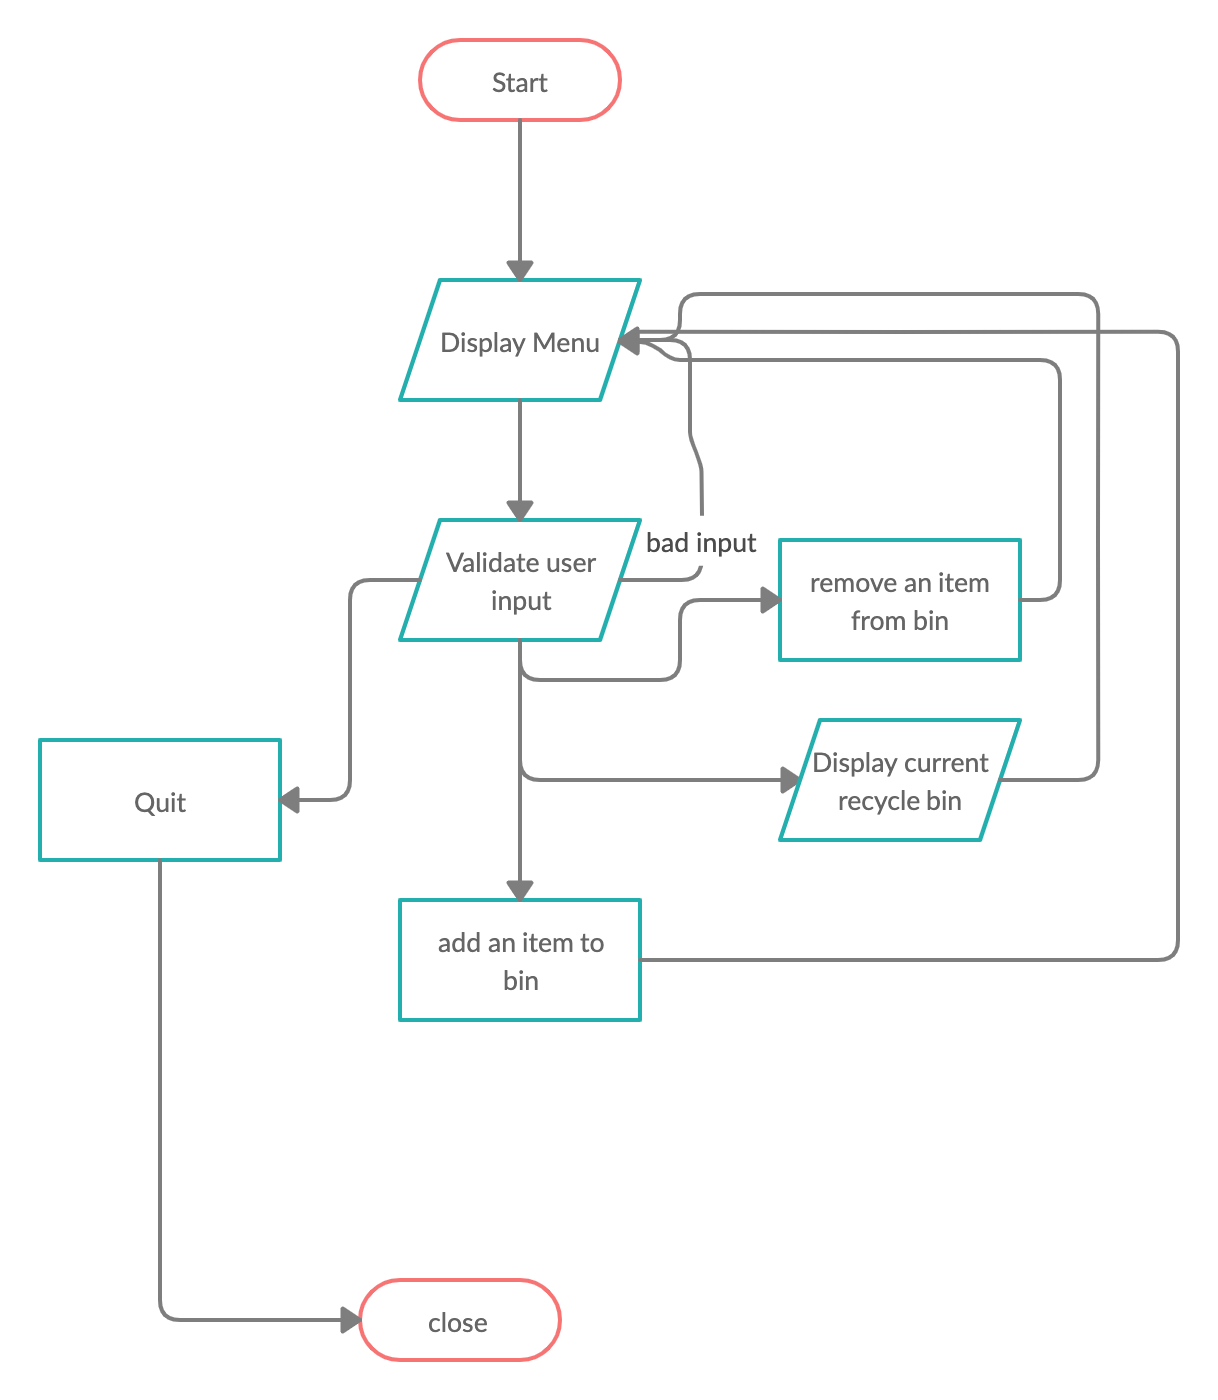 Start
Display Menu
Validate user
input
bad input
remove an item
from bin
Display current
recycle bin
Quit
add an item to
bin
close